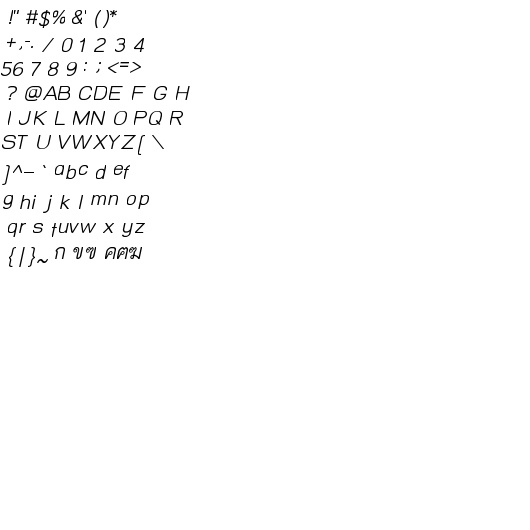 !" #$% &' ()*
+,-. / 0 1 2 3 4
56 7 8 9 : ; <=>
? @AB CDE F G H
I JK L MN O PQ R
ST U VWXYZ[ \
]^_ ` abc d ef
g hi j k l mn op
qr s tuvw x yz
{|}~ ก ขฃ คฅฆ